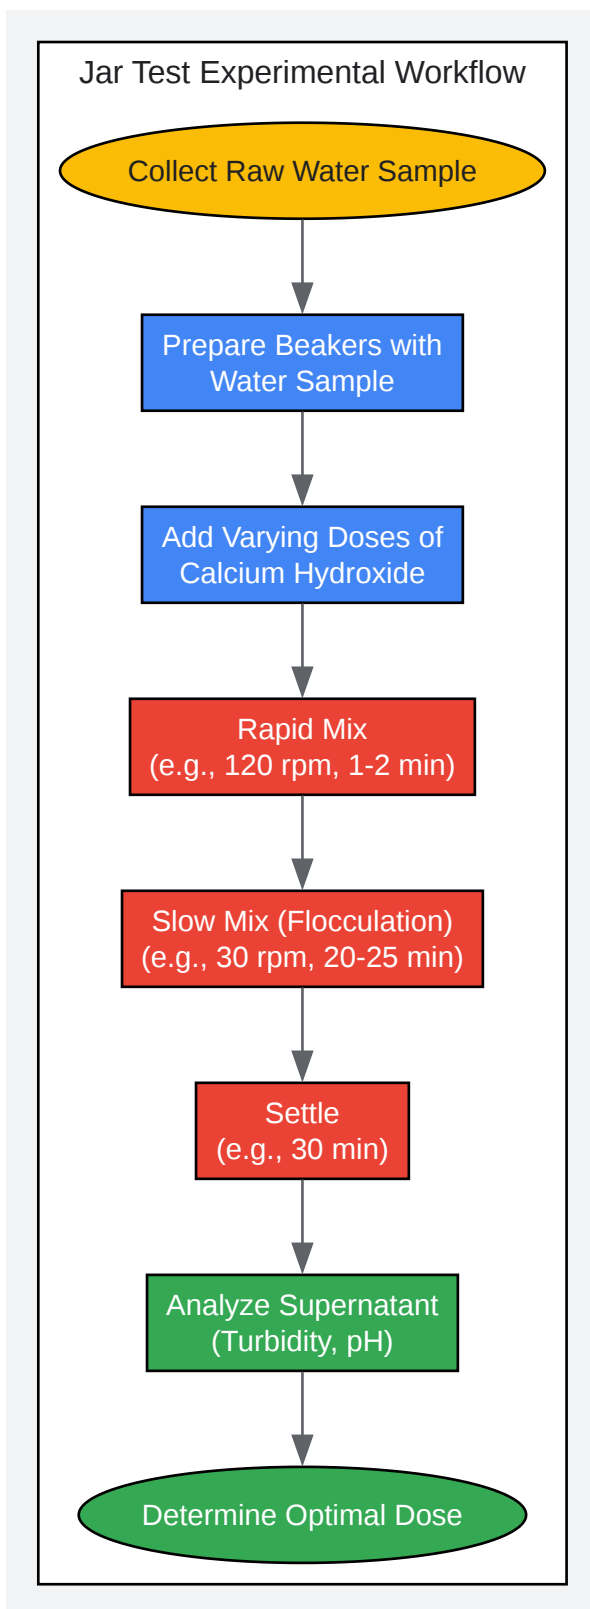 Jar Test Experimental Workflow
Collect Raw Water Sample
Prepare Beakers with
Water Sample
Add Varying Doses of
Calcium Hydroxide
Rapid Mix
(e.g., 120 rpm, 1-2 min)
Slow Mix (Flocculation)
(e.g., 30 rpm, 20-25 min)
Settle
(e.g., 30 min)
Analyze Supernatant
(Turbidity, pH)
Determine Optimal Dose